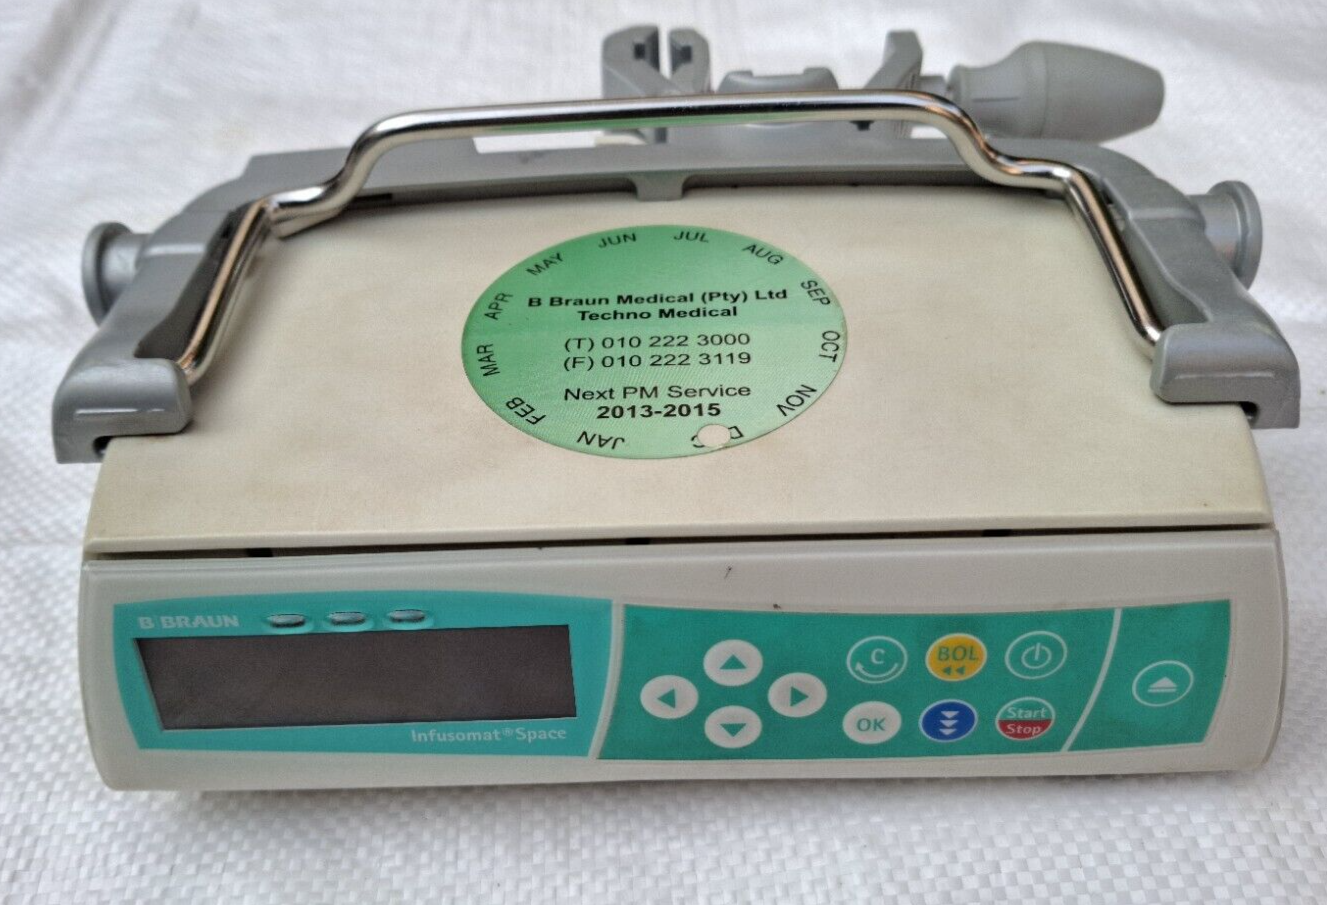 JAN
FEB
MAR
APR
MAY
JUN
JUL
AUG
SEP
OCT
NOV
B Braun Medical (Pty) Ltd
Techno Medical
(T) 010 222 3000
(F) 010 222 3119
Next PM Service
2013-2015
B BRAUN
Infusomat®Space
C
BOL
OK
Start
Stop